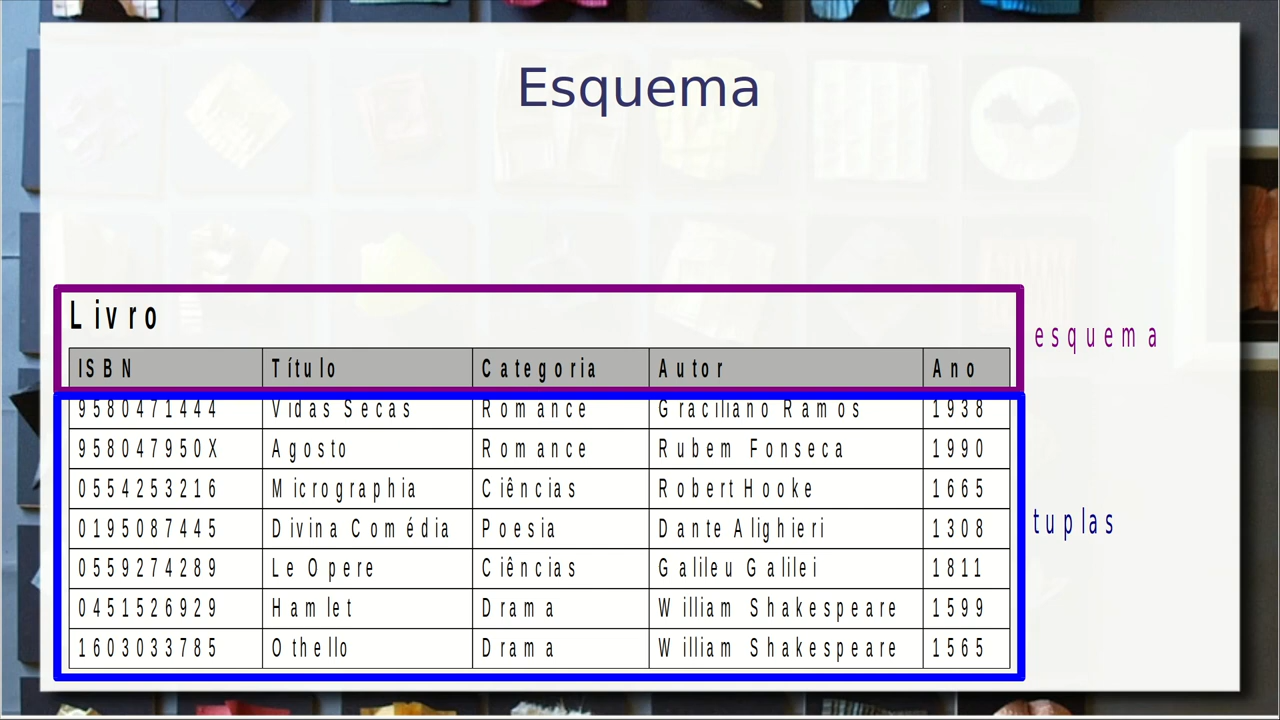 Esquema
Livro
esquema
ISBN Título Categoria Autor Ano
9580471444 Vidas Secas Romance Graciliano Ramos 1938
958047950X Agosto Romance Rubem Fonseca 1990
0554253216 Micrographia Ciências Robert Hooke 1665
tuplas
0195087445 Divina Comédia Poesia Dante Alighieri 1308
0559274289 Le Opere Ciências Galileu Galilei 1811
0451526929 Hamlet Drama William Shakespeare 1599
1603033785 Othello Drama William Shakespeare 1565